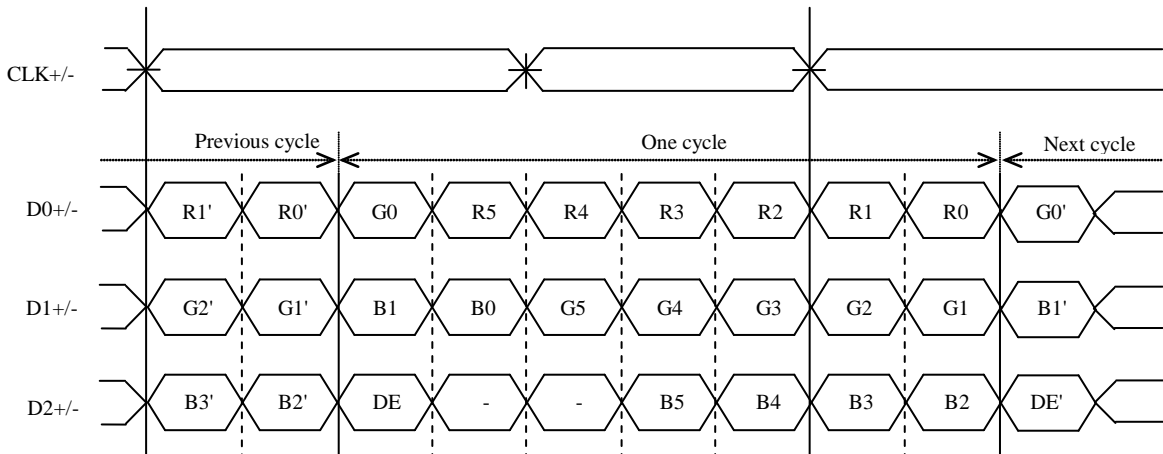 CLK+/-
Previous cycle One cycle Next cycle
D0+/- R1' R0' G0 R5 R4 R3 R2 R1 R0 G0'
D1+/- G2' G1' B1 B0 G5 G4 G3 G2 G1 B1'
D2+/- B3' B2' DE - - B5 B4 B3 B2 DE'